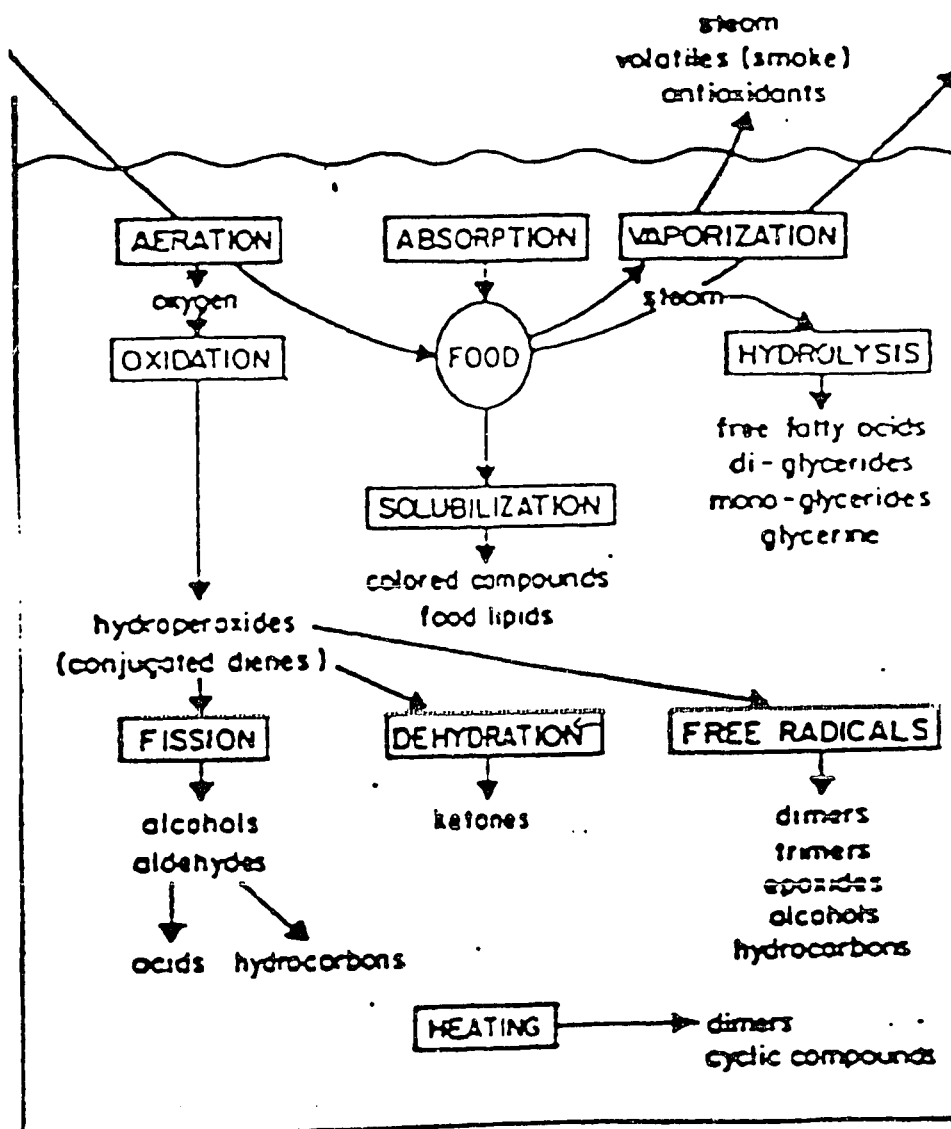 steam
volatiles (smoke)
antioxidants
AERATION
ABSORPTION
VAPORIZATION
oxygen
steam
OXIDATION
FOOD
HYDROLYSIS
free fatty acids
di-glycerides
mono-glycerides
glycerine
SOLUBILIZATION
colored compounds
food lipids
hydroperoxides
(conjugated dienes)
FISSION
DEHYDRATION
FREE RADICALS
alcohols
aldehydes
ketones
dimers
trimers
epoxides
alcohols
hydrocarbons
acids
hydrocarbons
HEATING
dimers
cyclic compounds